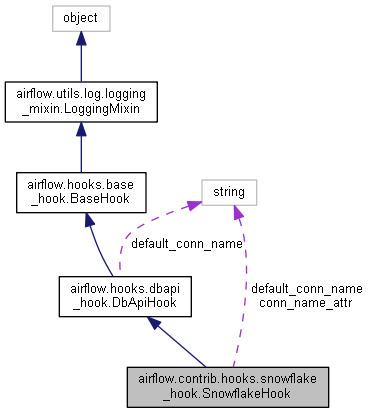 object
airflow.utils.log.logging
_mixin.LoggingMixin
airflow.hooks.base
_hook.BaseHook
string
default_conn_name
airflow.hooks.dbapi
_hook.DbApiHook
default_conn_name
conn_name_attr
airflow.contrib.hooks.snowflake
_hook.SnowflakeHook